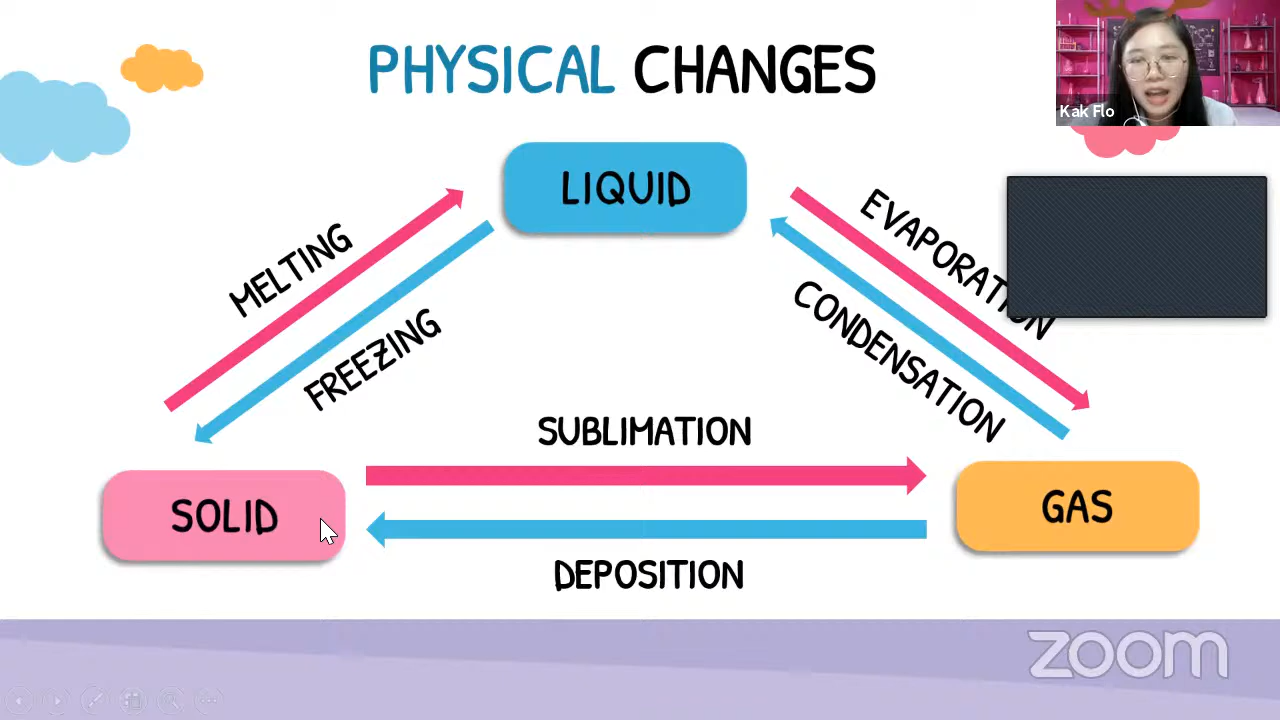 PHYSICAL CHANGES
Kak Flo
LIQUID
MELTING
FREEZING
EVAPORATION
CONDENSATION
SUBLIMATION
SOLID
GAS
DEPOSITION
zoom